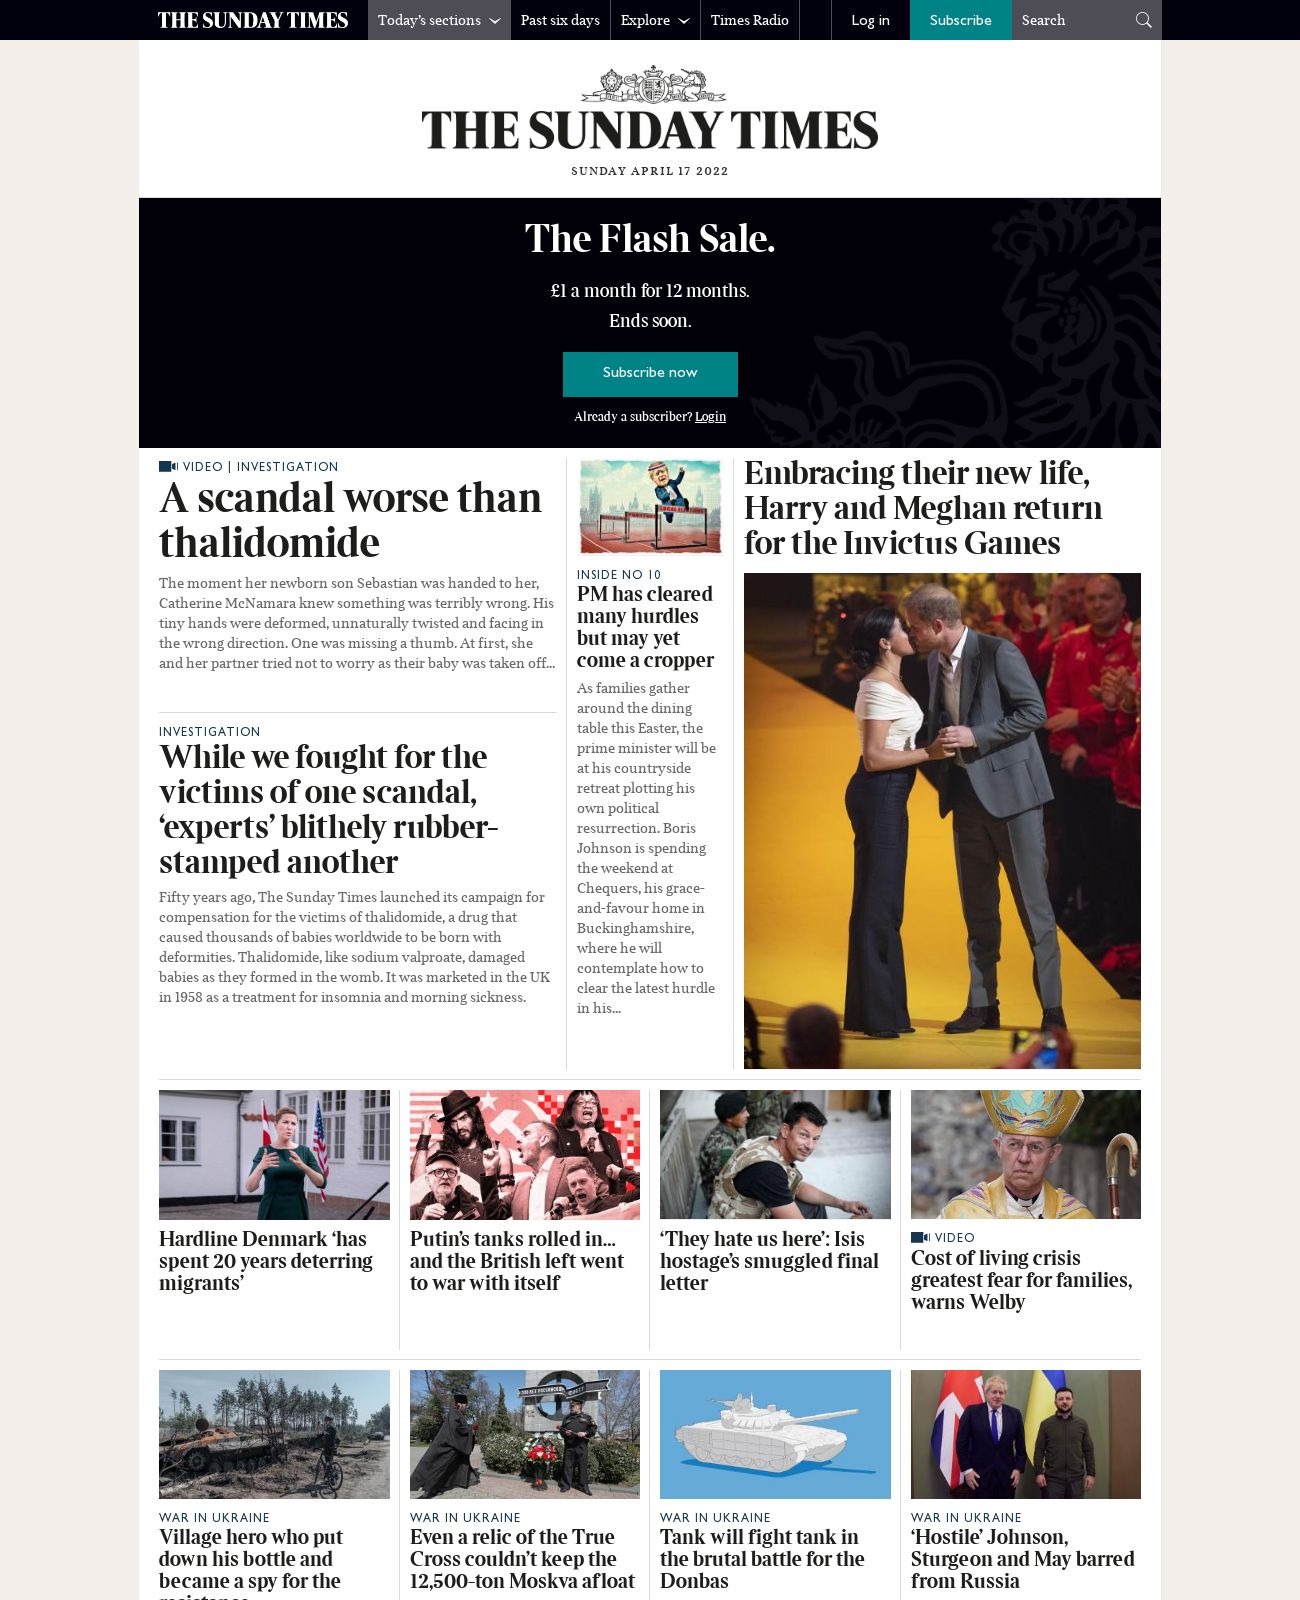 THE SUNDAY TIMES
Today's sections
Past six days
Explore
Times Radio
Log in
Subscribe
Search
THE SUNDAY TIMES
SUNDAY APRIL 17 2022
The Flash Sale.
£1 a month for 12 months.
Ends soon.
Subscribe now
Already a subscriber? Login
VIDEO | INVESTIGATION
A scandal worse than
thalidomide
The moment her newborn son Sebastian was handed to her,
Catherine McNamara knew something was terribly wrong. His
tiny hands were deformed, unnaturally twisted and facing in
the wrong direction. One was missing a thumb. At first, she
and her partner tried not to worry as their baby was taken off...
INVESTIGATION
While we fought for the
victims of one scandal,
‘experts’ blithely rubber-
stamped another
Fifty years ago, The Sunday Times launched its campaign for
compensation for the victims of thalidomide, a drug that
caused thousands of babies worldwide to be born with
deformities. Thalidomide, like sodium valproate, damaged
babies as they formed in the womb. It was marketed in the UK
in 1958 as a treatment for insomnia and morning sickness.
INSIDE NO 10
PM has cleared
many hurdles
but may yet
come a cropper
As families gather
around the dining
table this Easter, the
prime minister will be
at his countryside
retreat plotting his
own political
resurrection. Boris
Johnson is spending
the weekend at
Chequers, his grace-
and-favour home in
Buckinghamshire,
where he will
contemplate how to
clear the latest hurdle
in his...
Embracing their new life,
Harry and Meghan return
for the Invictus Games
Hardline Denmark ‘has
spent 20 years deterring
migrants’
Putin’s tanks rolled in...
and the British left went
to war with itself
‘They hate us here’: Isis
hostage’s smuggled final
letter
VIDEO
Cost of living crisis
greatest fear for families,
warns Welby
WAR IN UKRAINE
Village hero who put
down his bottle and
became a spy for the
WAR IN UKRAINE
Even a relic of the True
Cross couldn’t keep the
12,500-ton Moskva afloat
WAR IN UKRAINE
Tank will fight tank in
the brutal battle for the
Donbas
WAR IN UKRAINE
‘Hostile’ Johnson,
Sturgeon and May barred
from Russia